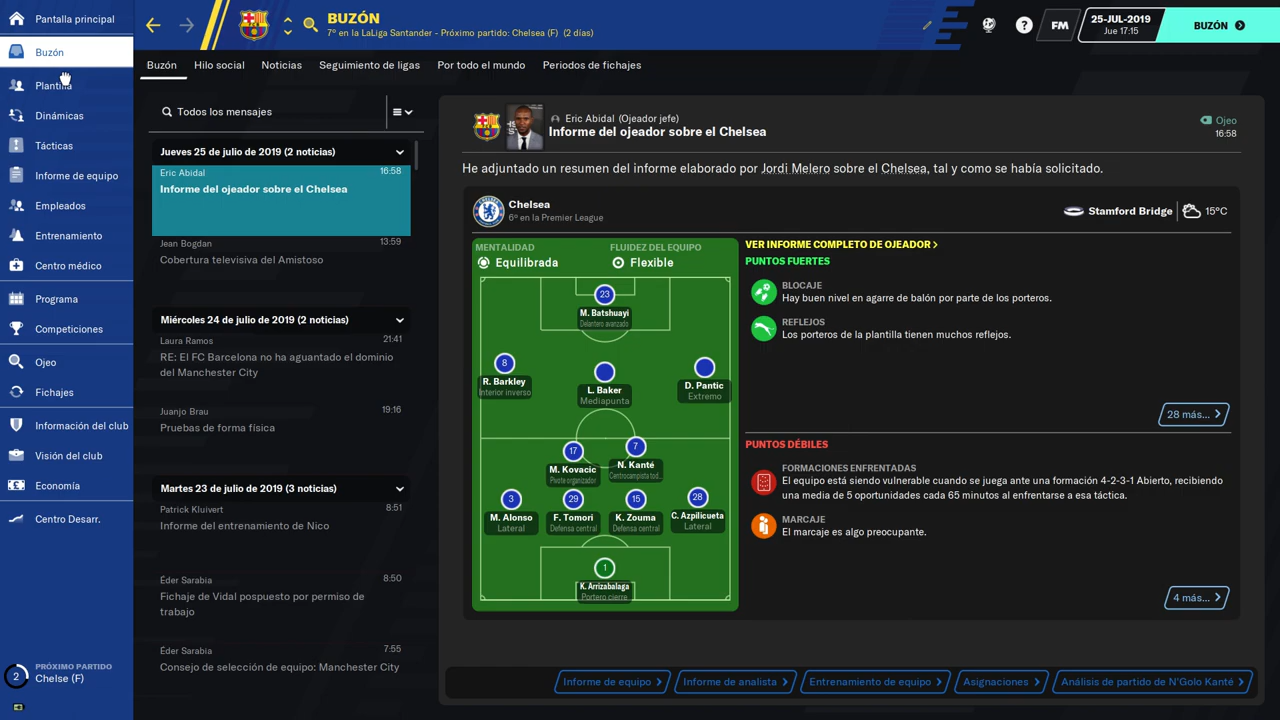 Pantalla principal
Buzón
Plantilla
Dinámicas
Tácticas
Informe de equipo
Empleados
Entrenamiento
Centro médico
Programa
Competiciones
Ojeo
Fichajes
Información del club
Visión del club
Economía
Centro Desarr.
2
PRÓXIMO PARTIDO
Chelse (F)
BUZÓN
7º en la LaLiga Santander - Próximo partido: Chelsea (F) (2 días)
FM
25-JUL-2019
Jue 17:15
BUZÓN
Buzón
Hilo social
Noticias
Seguimiento de ligas
Por todo el mundo
Periodos de fichajes
Todos los mensajes
Jueves 25 de julio de 2019 (2 noticias)
Eric Abidal 16:58
Informe del ojeador sobre el Chelsea
Jean Bogdan 13:59
Cobertura televisiva del Amistoso
Miércoles 24 de julio de 2019 (2 noticias)
Laura Ramos 21:41
RE: El FC Barcelona no ha aguantado el dominio
del Manchester City
Juanjo Brau 19:16
Pruebas de forma física
Martes 23 de julio de 2019 (3 noticias)
Patrick Kluivert 8:51
Informe del entrenamiento de Nico
Éder Sarabia 8:50
Fichaje de Vidal pospuesto por permiso de
trabajo
Éder Sarabia 7:55
Consejo de selección de equipo: Manchester City
Eric Abidal (Ojeador jefe)
Informe del ojeador sobre el Chelsea
Ojeo
16:58
He adjuntado un resumen del informe elaborado por Jordi Melero sobre el Chelsea, tal y como se había solicitado.
Chelsea
6º en la Premier League
Stamford Bridge
15°C
MENTALIDAD
Equilibrada
FLUIDEZ DEL EQUIPO
Flexible
23
M. Batshuayi
Delantero avanzado
8
R. Barkley
Interior inverso
L. Baker
Mediapunta
D. Pantic
Extremo
17
M. Kovacic
Pivote organizador
7
N. Kanté
Centrocampista tod...
3
M. Alonso
Lateral
29
F. Tomori
Defensa central
15
K. Zouma
Defensa central
28
C. Azpilicueta
Lateral
1
K. Arrizabalaga
Portero cierre
VER INFORME COMPLETO DE OJEADOR >
PUNTOS FUERTES
BLOCAJE
Hay buen nivel en agarre de balón por parte de los porteros.
REFLEJOS
Los porteros de la plantilla tienen muchos reflejos.
28 más...
PUNTOS DÉBILES
FORMACIONES ENFRENTADAS
El equipo está siendo vulnerable cuando se juega ante una formación 4-2-3-1 Abierto, recibiendo
una media de 5 oportunidades cada 65 minutos al enfrentarse a esa táctica.
MARCAJE
El marcaje es algo preocupante.
4 más...
Informe de equipo
Informe de analista
Entrenamiento de equipo
Asignaciones
Análisis de partido de N'Golo Kanté